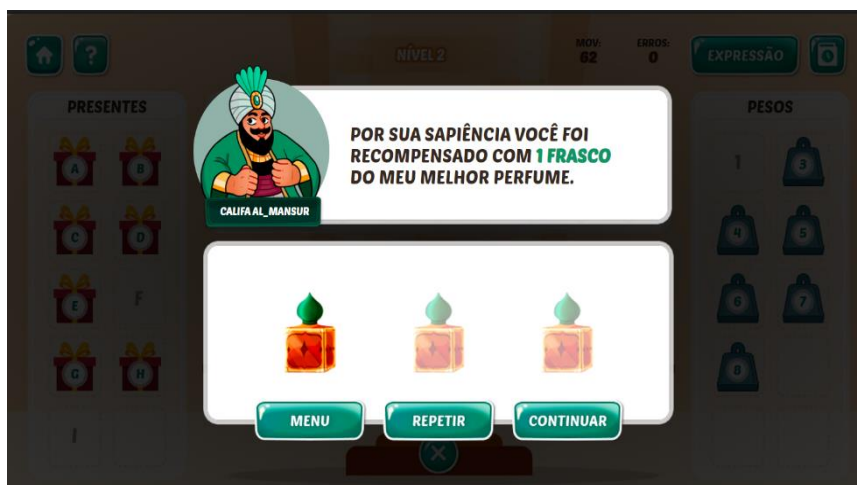 NÍVEL 2
MOV:
62
ERROS:
0
EXPRESSÃO
PRESENTES
PESOS
A B
C D
E F
G H
I
POR SUA SAPIÊNCIA VOCÊ FOI
RECOMPENSADO COM 1 FRASCO
DO MEU MELHOR PERFUME.
CALIFA AL_MANSUR
1 3
4 5
6 7
8
MENU
REPETIR
CONTINUAR